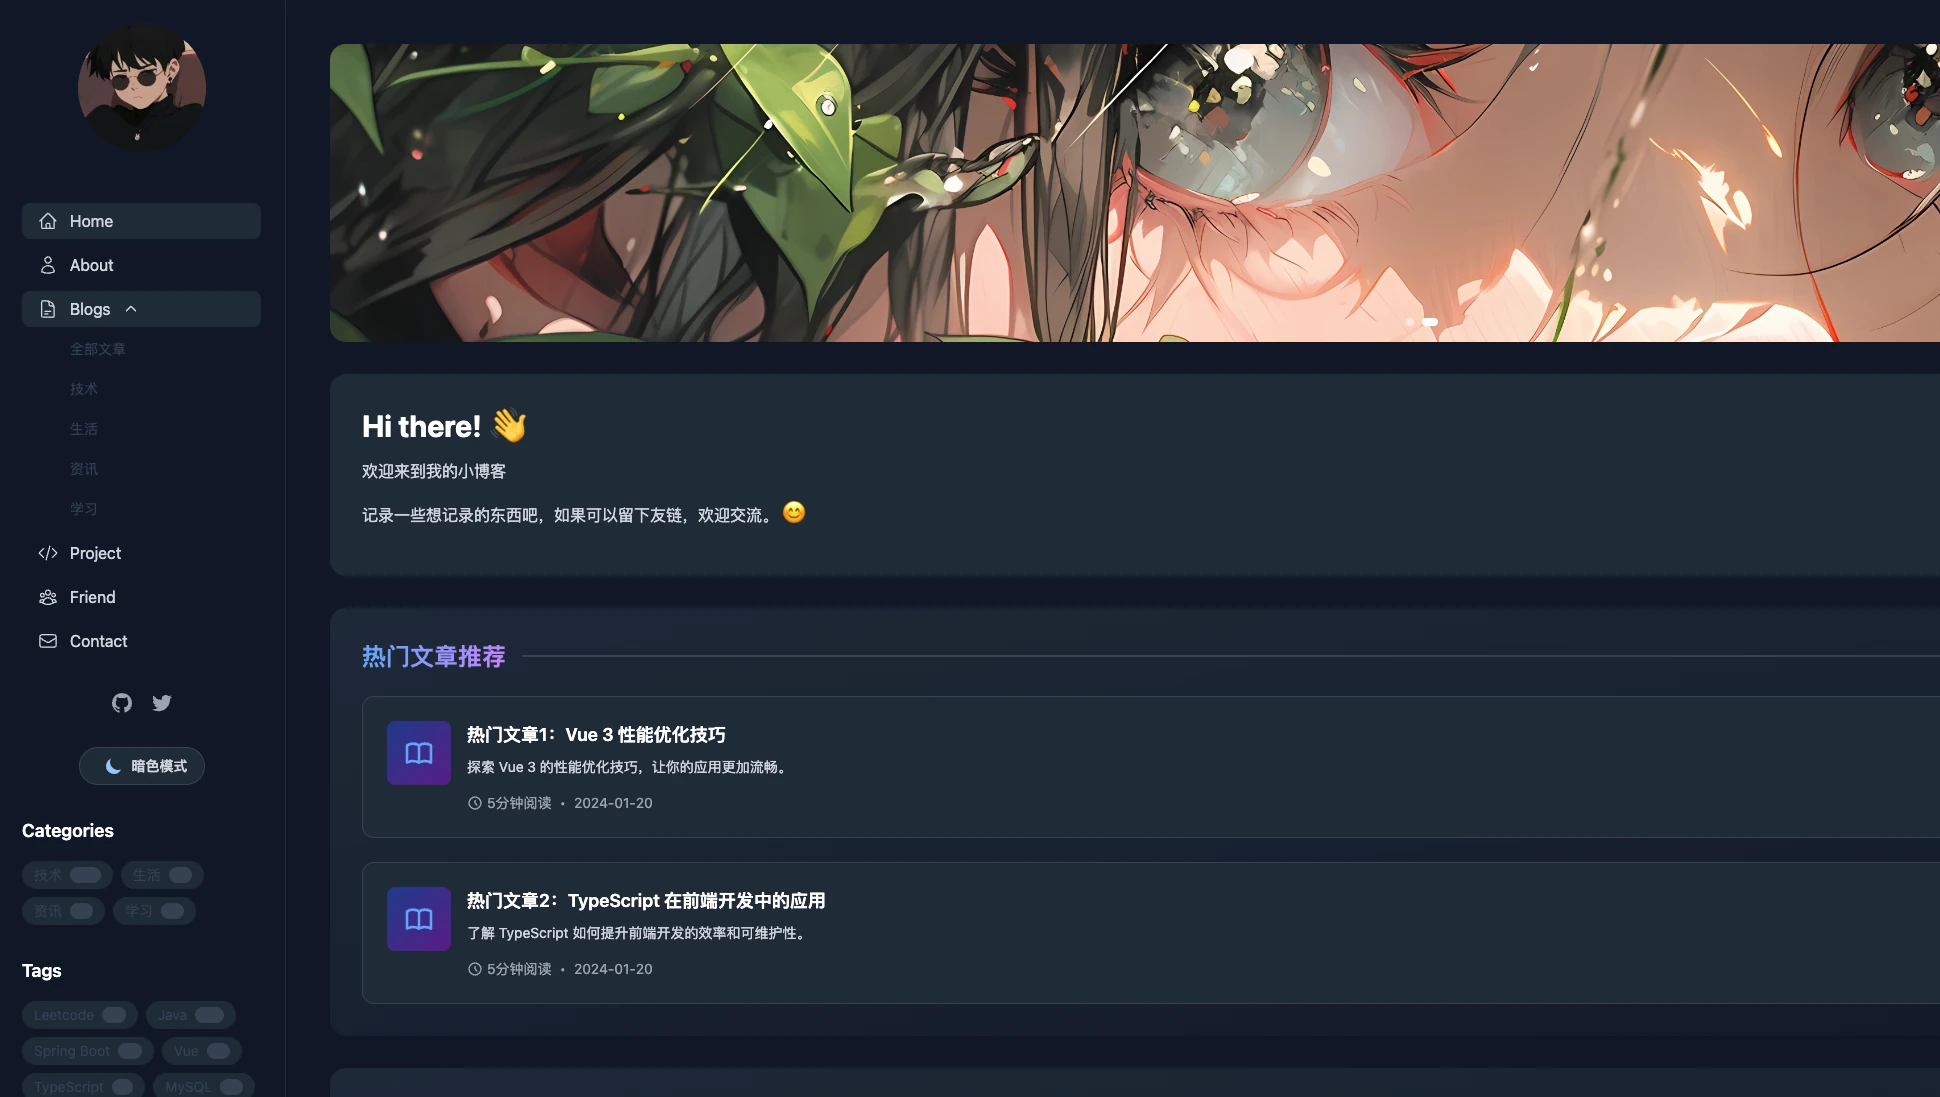 Home
About
Blogs
全部文章
技术
生活
资讯
学习
Project
Friend
Contact
暗色模式
Categories
技术
生活
资讯
学习
Tags
Leetcode
Java
Spring Boot
Vue
TypeScript
MySQL
Hi there! 👋
欢迎来到我的小博客
记录一些想记录的东西吧，如果可以留下友链，欢迎交流。😊
热门文章推荐
热门文章1：Vue 3 性能优化技巧
探索 Vue 3 的性能优化技巧，让你的应用更加流畅。
5分钟阅读 • 2024-01-20
热门文章2：TypeScript 在前端开发中的应用
了解 TypeScript 如何提升前端开发的效率和可维护性。
5分钟阅读 • 2024-01-20